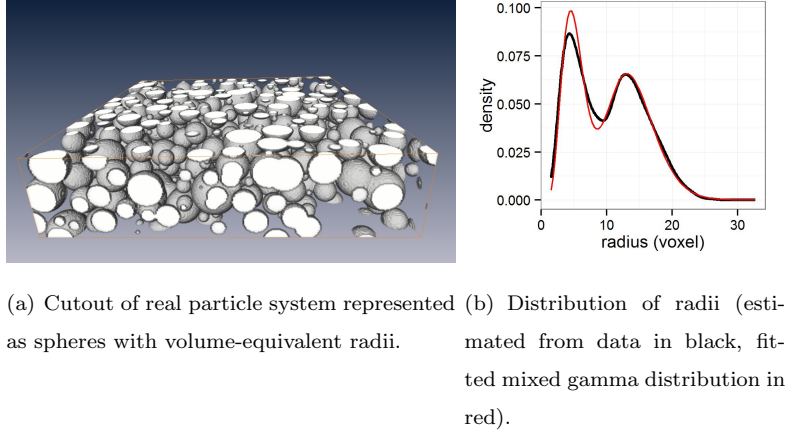 0.100
0.075
0.050
0.025
0.000
density
0 10 20 30
radius (voxel)
(a) Cutout of real particle system represented
as spheres with volume-equivalent radii.
(b) Distribution of radii (esti-
mated from data in black, fit-
ted mixed gamma distribution in
red).